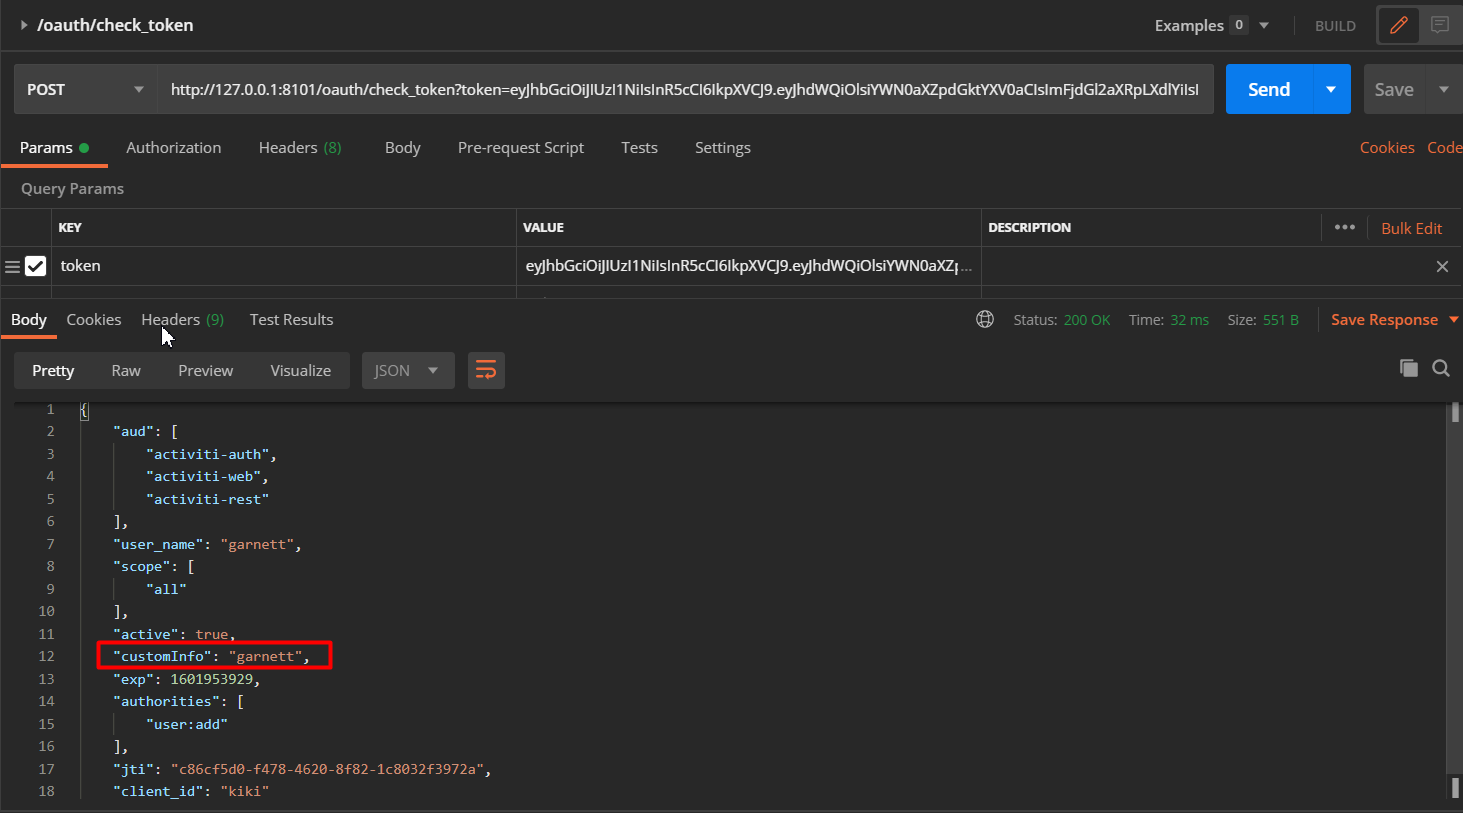 /oauth/check_token
Examples 0 BUILD
POST http://127.0.0.1:8101/oauth/check_token?token=eyJhbGciOiJIUzI1NiIsInR5cCI6IkpXVCJ9.eyJhdWQiOlsiYWN0aXZpdGktYXV0aCIsImFjdGl2aXRpLXdlYiIsI Send Save
Params Authorization Headers (8) Body Pre-request Script Tests Settings Cookies Code
Query Params
KEY VALUE DESCRIPTION ••• Bulk Edit
token eyJhbGciOiJIUzI1NiIsInR5cCI6IkpXVCJ9.eyJhdWQiOlsiYWN0aXZp...
Body Cookies Headers (9) Test Results Status: 200 OK Time: 32 ms Size: 551 B Save Response
Pretty Raw Preview Visualize JSON
1 {
2 "aud": [
3 "activiti-auth",
4 "activiti-web",
5 "activiti-rest"
6 ],
7 "user_name": "garnett",
8 "scope": [
9 "all"
10 ],
11 "active": true,
12 "customInfo": "garnett",
13 "exp": 1601953929,
14 "authorities": [
15 "user:add"
16 ],
17 "jti": "c86cf5d0-f478-4620-8f82-1c8032f3972a",
18 "client_id": "kiki"